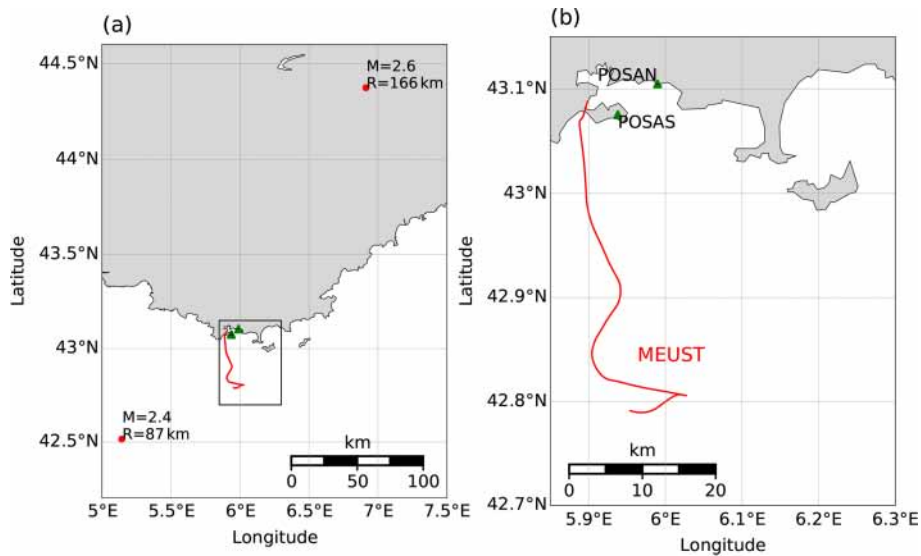 (a)
44.5°N
44°N
43.5°N
43°N
42.5°N
Latitude
M=2.6
R=166 km
M=2.4
R=87 km
km
0 50 100
5°E 5.5°E 6°E 6.5°E 7°E 7.5°E
Longitude
(b)
43.1°N
43°N
42.9°N
42.8°N
42.7°N
Latitude
POSAN
POSAS
MEUST
km
0 10 20
5.9°E 6°E 6.1°E 6.2°E 6.3°E
Longitude